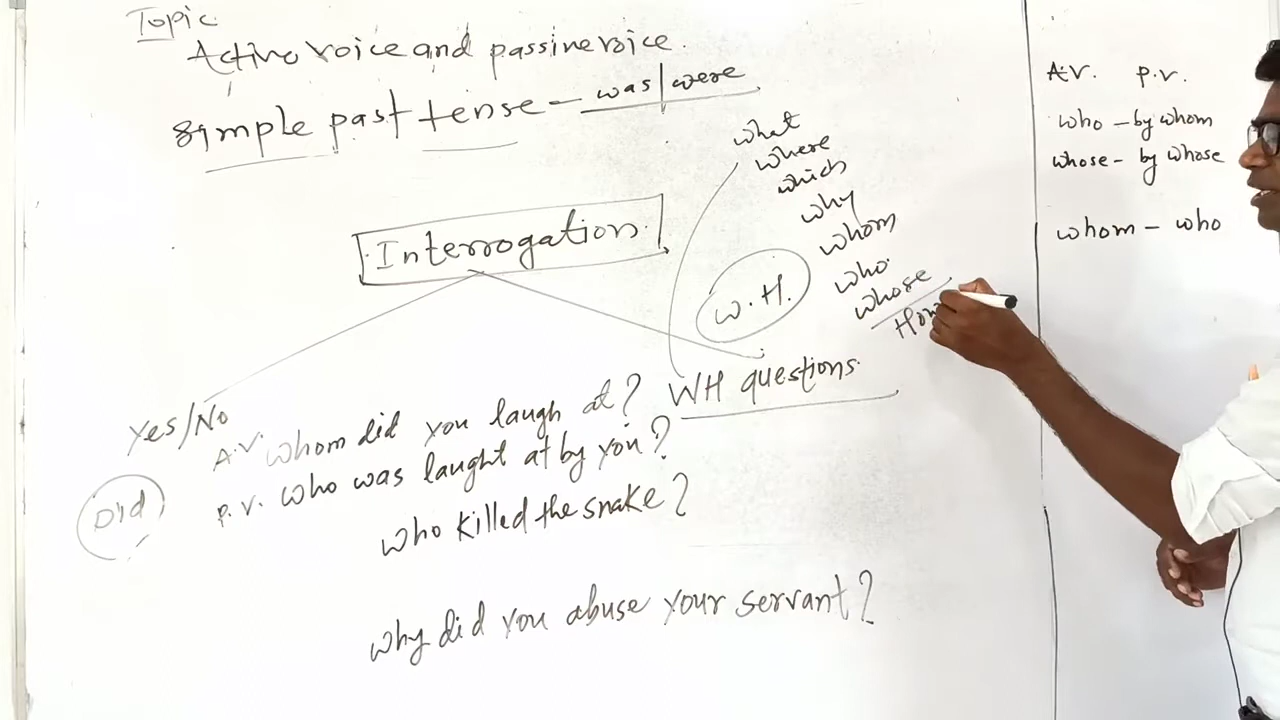 Topic
Active voice and passine voice.
simple past tense - was/were
what
where
which
why
whom
who
whose
How
Interrogation
W.H.
Yes/No
WH questions.
Did
A.V. whom did you laugh at?
P.V. who was laught at by you?
who killed the snake?
why did you abuse your servant?
A.V. P.V.
who - by whom
whose - by whose
whom - who